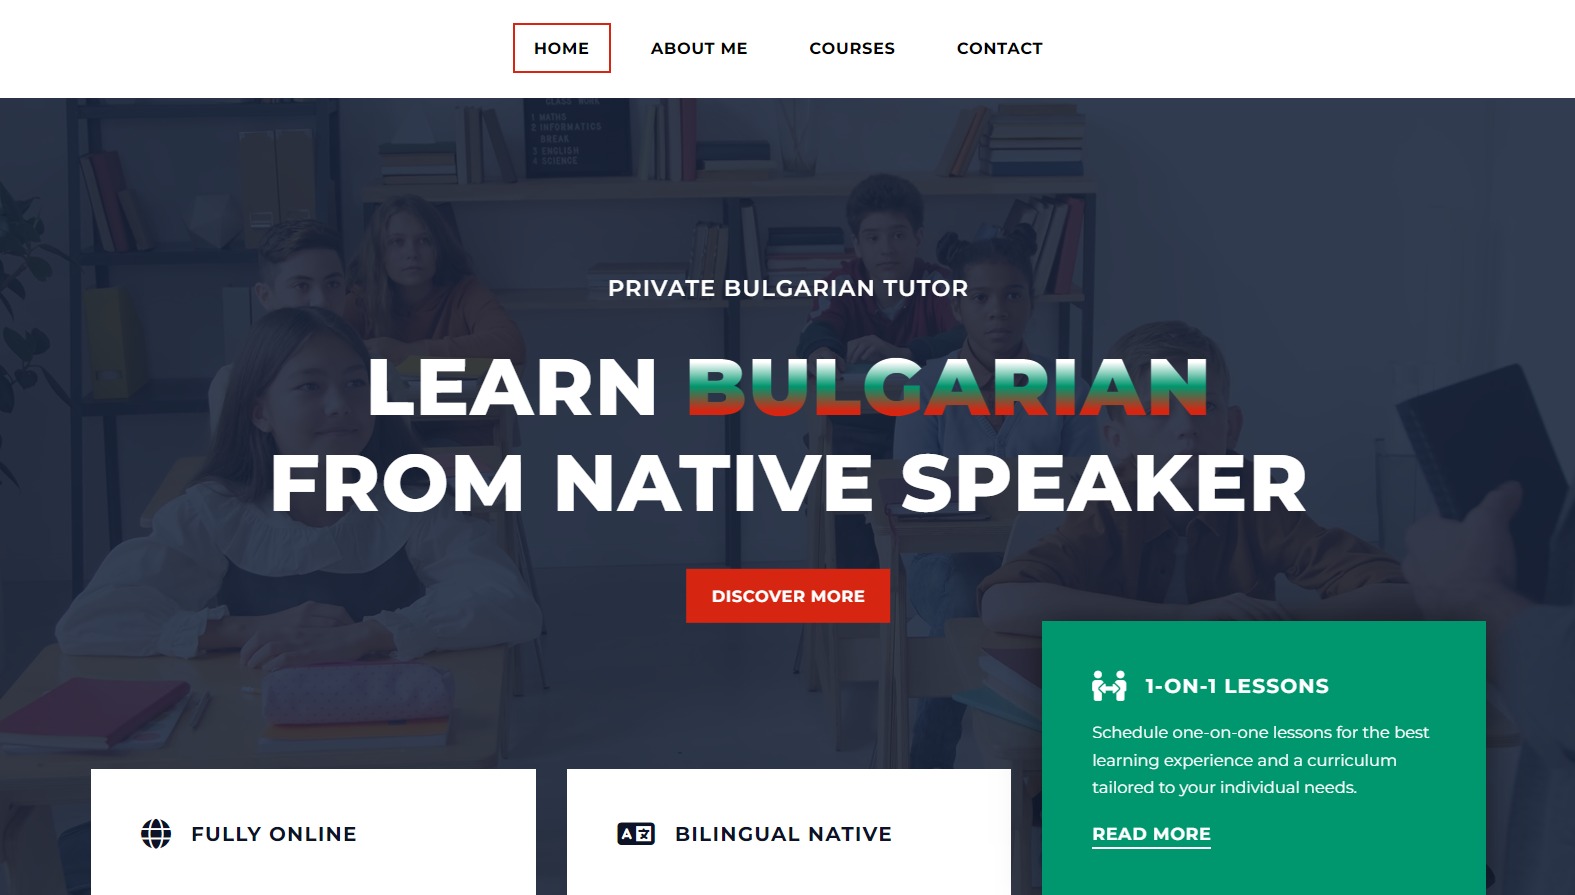 HOME ABOUT ME COURSES CONTACT
CLASS WORK
1 MATHS
2 INFORMATICS
BREAK
3 ENGLISH
4 SCIENCE
PRIVATE BULGARIAN TUTOR
LEARN BULGARIAN
FROM NATIVE SPEAKER
DISCOVER MORE
1-ON-1 LESSONS
Schedule one-on-one lessons for the best
learning experience and a curriculum
tailored to your individual needs.
READ MORE
FULLY ONLINE
A BILINGUAL NATIVE